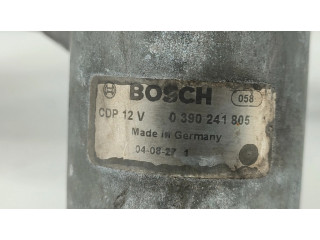 BOSCH 058
CDP 12 V 0 390 241 805
Made in Germany
04-08-27 1